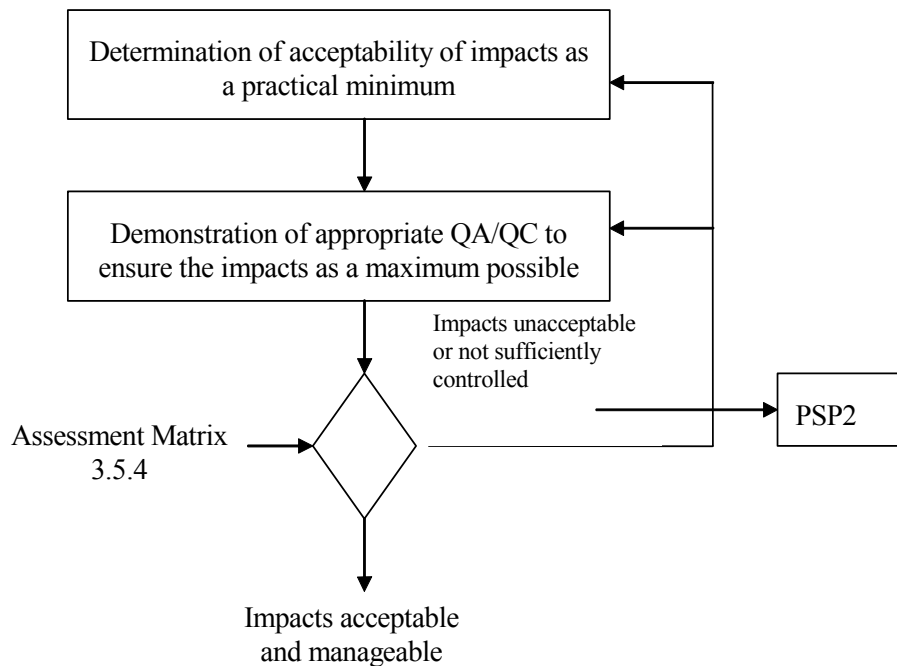 Determination of acceptability of impacts as
a practical minimum
Demonstration of appropriate QA/QC to
ensure the impacts as a maximum possible
Impacts unacceptable
or not sufficiently
controlled
PSP2
Assessment Matrix
3.5.4
Impacts acceptable
and manageable